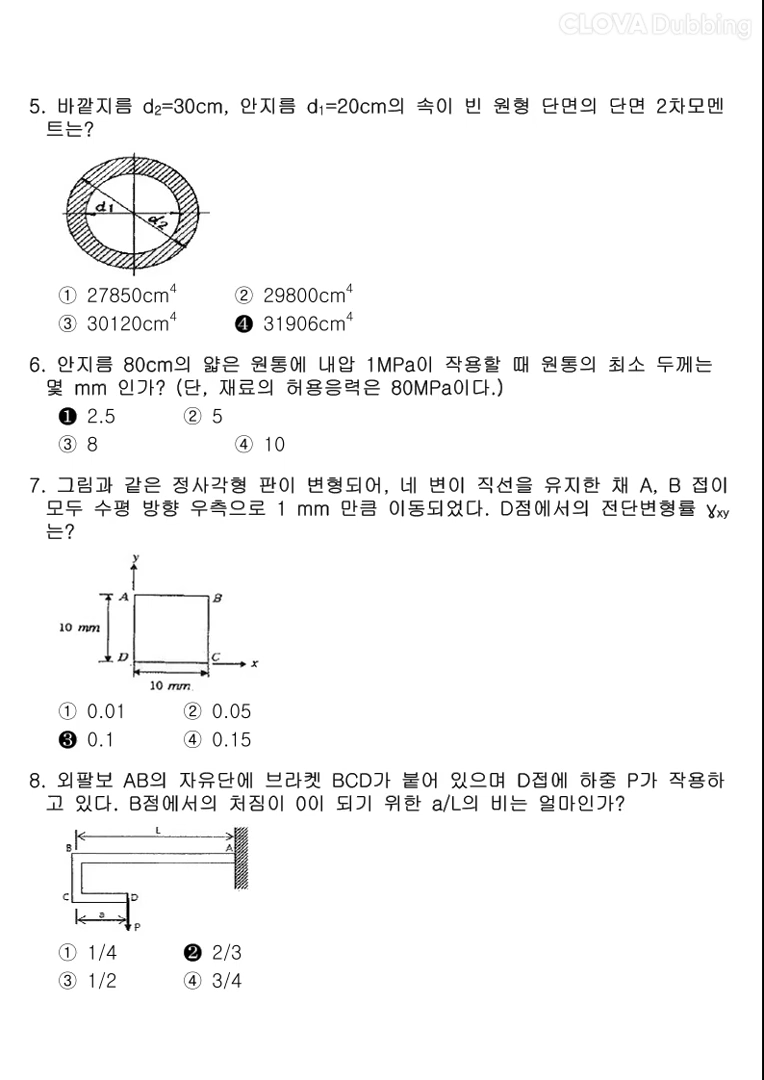 CLOVA Dubbing
5. 바깥지름 d₂=30cm, 안지름 d₁=20cm의 속이 빈 원형 단면의 단면 2차모멘
트는?
d1
d2
① 27850cm⁴ ② 29800cm⁴
③ 30120cm⁴ ❹ 31906cm⁴
6. 안지름 80cm의 얇은 원통에 내압 1MPa이 작용할 때 원통의 최소 두께는
몇 mm 인가? (단, 재료의 허용응력은 80MPa이다.)
❶ 2.5 ② 5
③ 8 ④ 10
7. 그림과 같은 정사각형 판이 변형되어, 네 변이 직선을 유지한 채 A, B 점이
모두 수평 방향 우측으로 1 mm 만큼 이동되었다. D점에서의 전단변형률 γxy
는?
y
A B
10 mm
D C x
10 mm
① 0.01 ② 0.05
❸ 0.1 ④ 0.15
8. 외팔보 AB의 자유단에 브라켓 BCD가 붙어 있으며 D점에 하중 P가 작용하
고 있다. B점에서의 처짐이 0이 되기 위한 a/L의 비는 얼마인가?
L
B A
C D
a
P
① 1/4 ❷ 2/3
③ 1/2 ④ 3/4